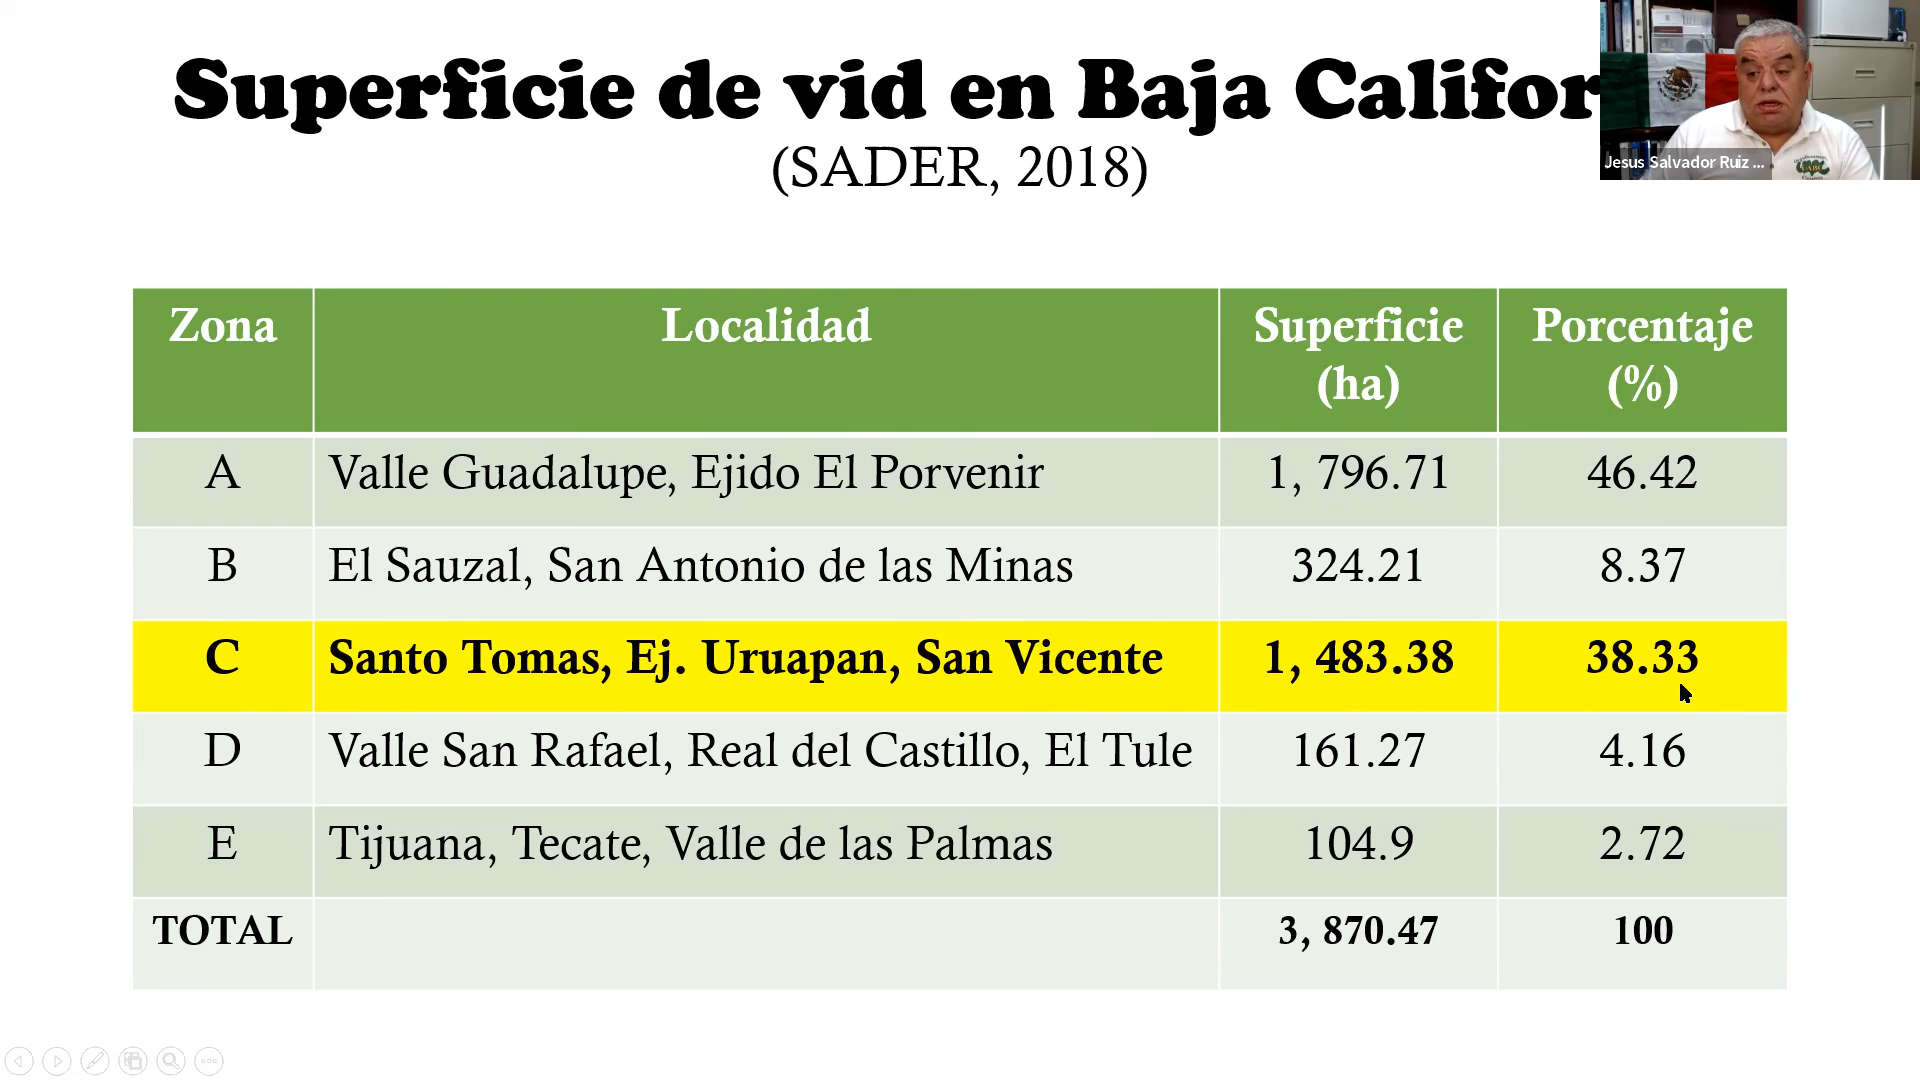 Superficie de vid en Baja Califor
(SADER, 2018)
Jesus Salvador Ruiz ...
Zona Localidad Superficie (ha) Porcentaje (%)
A Valle Guadalupe, Ejido El Porvenir 1, 796.71 46.42
B El Sauzal, San Antonio de las Minas 324.21 8.37
C Santo Tomas, Ej. Uruapan, San Vicente 1, 483.38 38.33
D Valle San Rafael, Real del Castillo, El Tule 161.27 4.16
E Tijuana, Tecate, Valle de las Palmas 104.9 2.72
TOTAL 3, 870.47 100